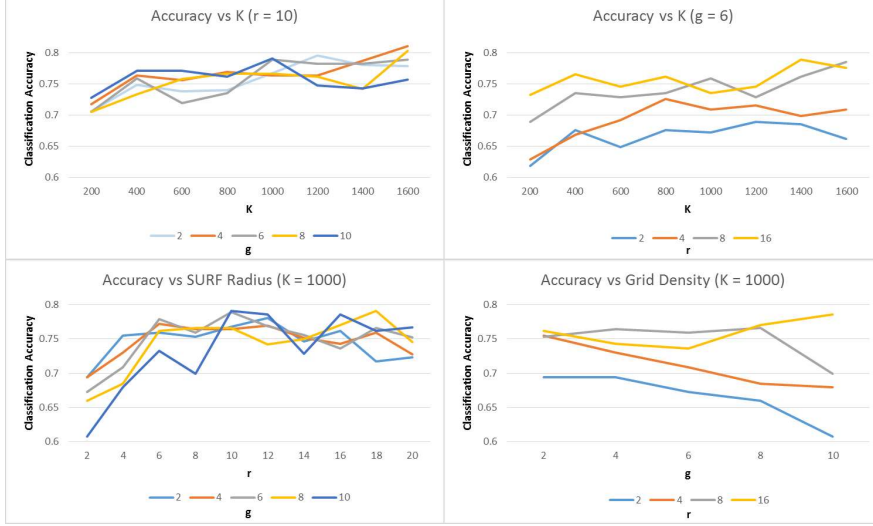 Accuracy vs K (r = 10)
Classification Accuracy
0.8
0.75
0.7
0.65
0.6
200 400 600 800 1000 1200 1400 1600
K
2 4 6 8 10
g
Accuracy vs K (g = 6)
Classification Accuracy
0.8
0.75
0.7
0.65
0.6
200 400 600 800 1000 1200 1400 1600
K
2 4 8 16
r
Accuracy vs SURF Radius (K = 1000)
Classification Accuracy
0.8
0.75
0.7
0.65
0.6
2 4 6 8 10 12 14 16 18 20
r
2 4 6 8 10
g
Accuracy vs Grid Density (K = 1000)
Classification Accuracy
0.8
0.75
0.7
0.65
0.6
2 4 6 8 10
g
2 4 8 16
r